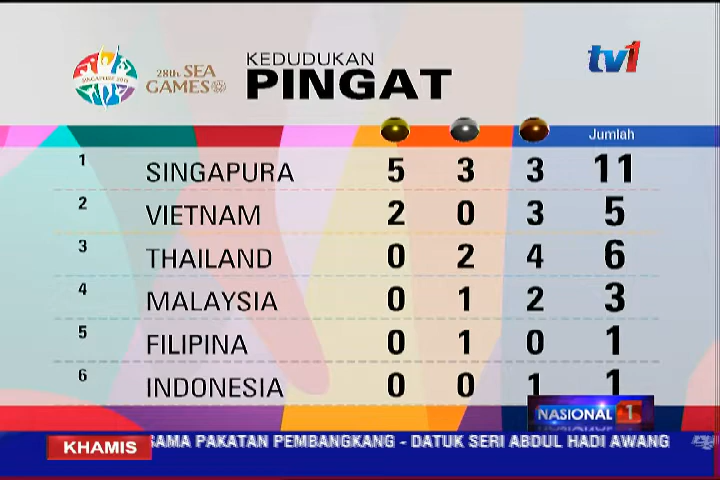 SINGAPURA 2015
28th SEA
GAMES
KEDUDUKAN
PINGAT
tv1
Jumlah
1 SINGAPURA 5 3 3 11
2 VIETNAM 2 0 3 5
3 THAILAND 0 2 4 6
4 MALAYSIA 0 1 2 3
5 FILIPINA 0 1 0 1
6 INDONESIA 0 0 1 1
NASIONAL 1
KHAMIS SAMA PAKATAN PEMBANGKANG - DATUK SERI ABDUL HADI AWANG